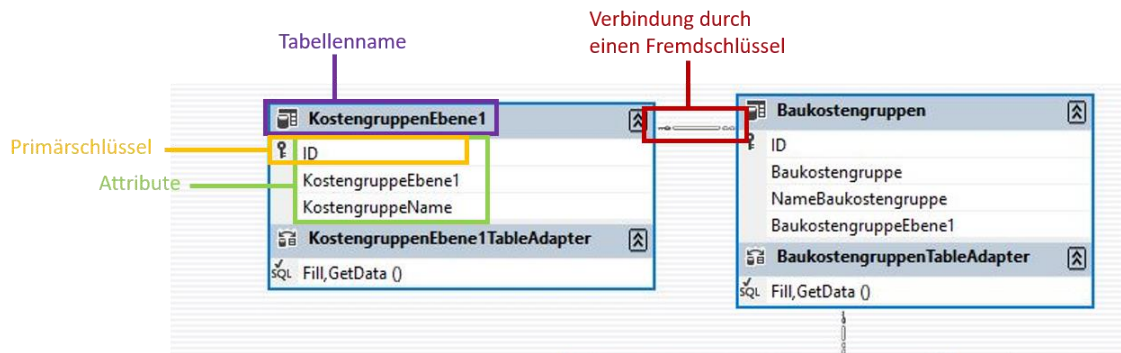 Verbindung durch
einen Fremdschlüssel
Tabellenname
Primärschlüssel
Attribute
KostengruppenEbene1
ID
KostengruppeEbene1
KostengruppeName
KostengruppenEbene1TableAdapter
SQL Fill,GetData ()
Baukostengruppen
ID
Baukostengruppe
NameBaukostengruppe
BaukostengruppeEbene1
BaukostengruppenTableAdapter
SQL Fill,GetData ()